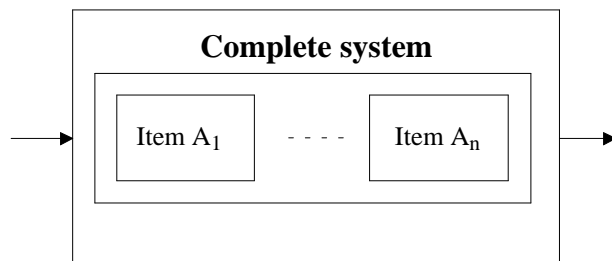 Complete system
Item A₁ - - - - Item Aₙ